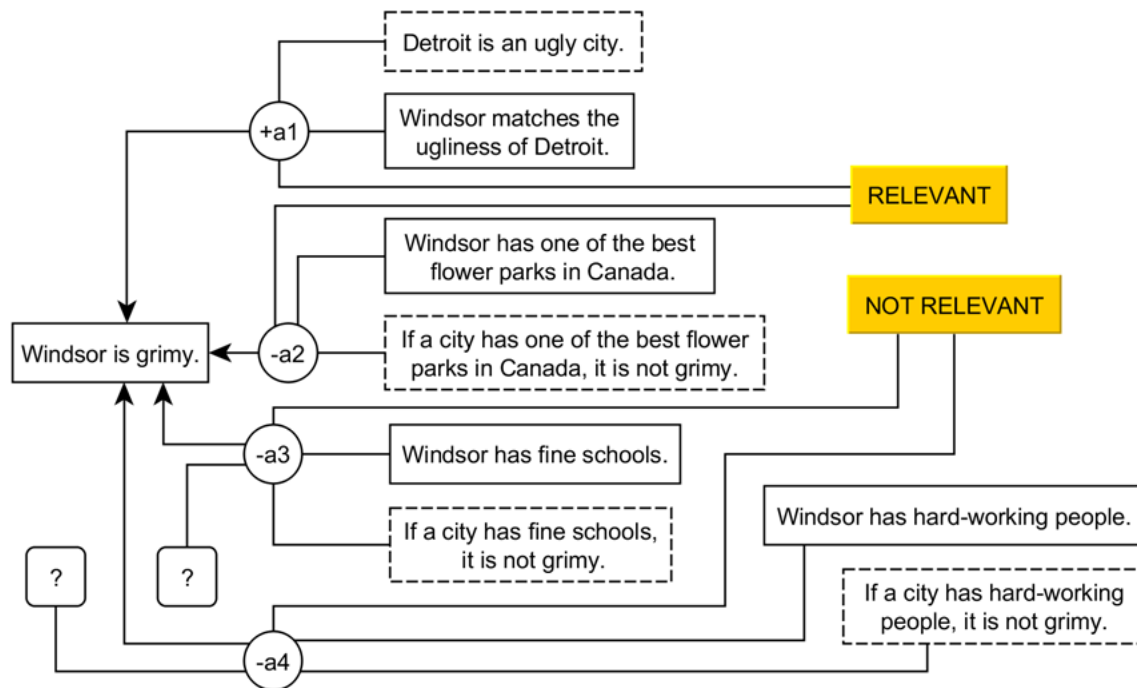 Detroit is an ugly city.
+a1
Windsor matches the
ugliness of Detroit.
RELEVANT
Windsor has one of the best
flower parks in Canada.
NOT RELEVANT
Windsor is grimy.
-a2
If a city has one of the best flower
parks in Canada, it is not grimy.
-a3
Windsor has fine schools.
Windsor has hard-working people.
If a city has fine schools,
it is not grimy.
?
?
If a city has hard-working
people, it is not grimy.
-a4